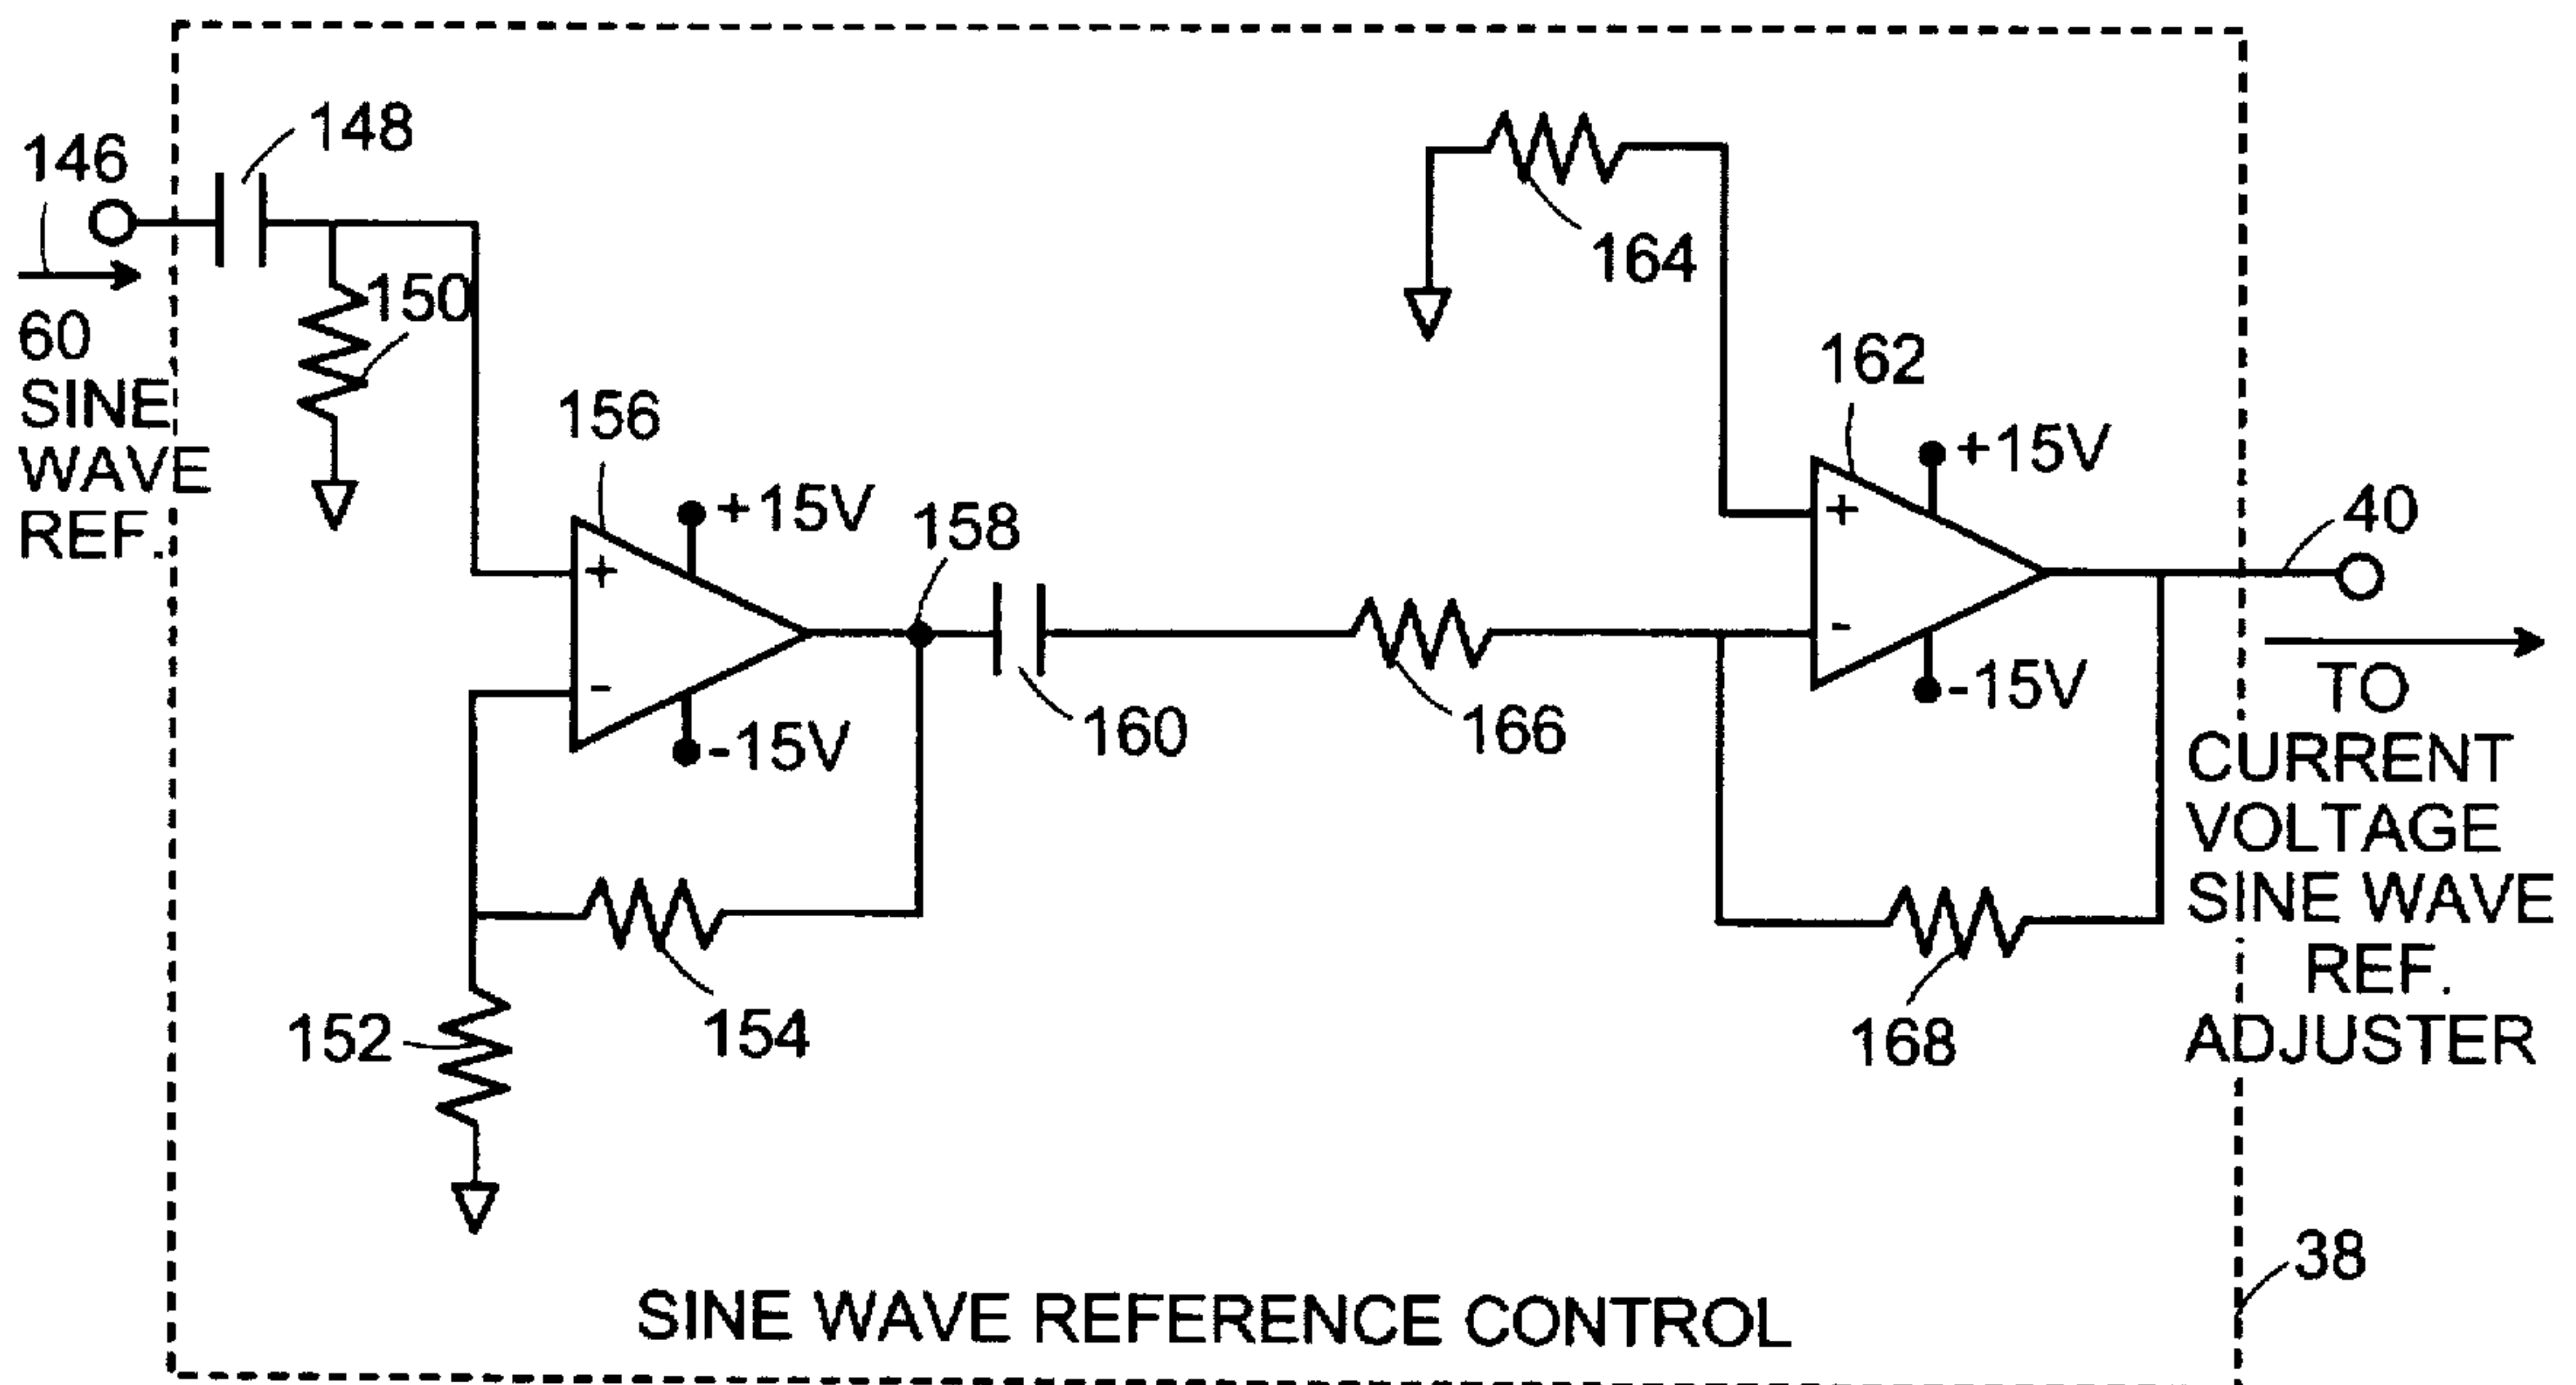 146
148
60
SINE
WAVE
REF.
150
156
+
-
+15V
-15V
158
160
152
154
164
162
+
-
+15V
-15V
166
168
40
TO
CURRENT
VOLTAGE
SINE WAVE
REF.
ADJUSTER
38
SINE WAVE REFERENCE CONTROL